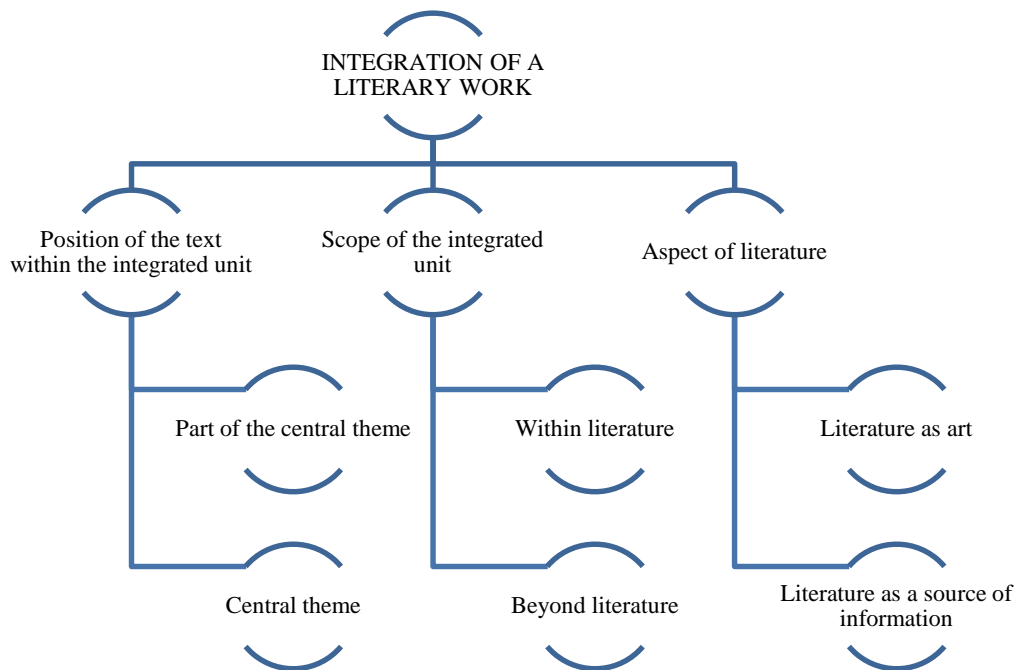 INTEGRATION OF A
LITERARY WORK
Position of the text
within the integrated unit
Scope of the integrated
unit
Aspect of literature
Part of the central theme
Within literature
Literature as art
Central theme
Beyond literature
Literature as a source of
information